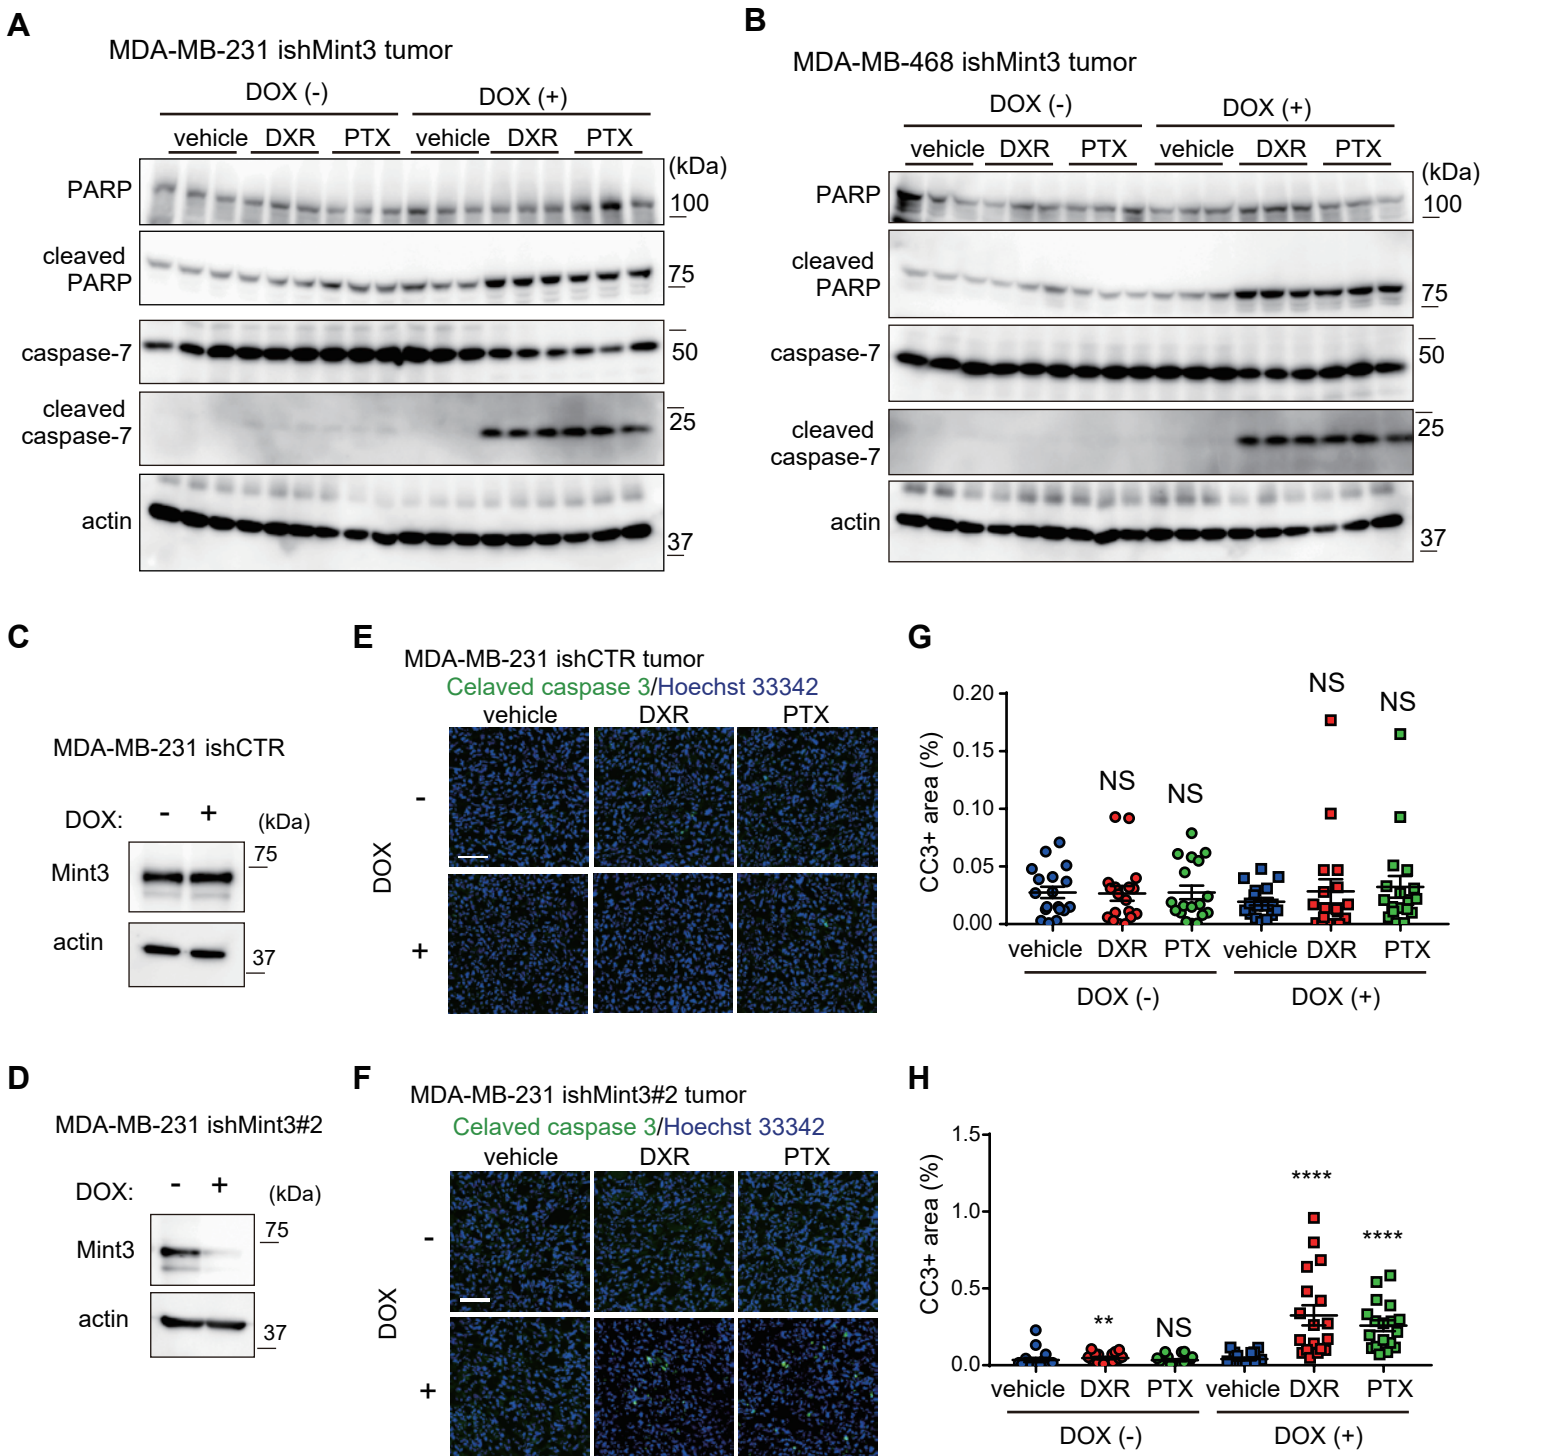 A
MDA-MB-231 ishMint3 tumor
DOX (-) DOX (+)
vehicle DXR PTX vehicle DXR PTX
(kDa)
PARP
100
cleaved
PARP
75
caspase-7
50
cleaved
caspase-7
25
actin
37
B
MDA-MB-468 ishMint3 tumor
DOX (-) DOX (+)
vehicle DXR PTX vehicle DXR PTX
(kDa)
PARP
100
cleaved
PARP
75
caspase-7
50
cleaved
caspase-7
25
actin
37
C
MDA-MB-231 ishCTR
DOX: - + (kDa)
75
Mint3
actin
37
D
MDA-MB-231 ishMint3#2
DOX: - + (kDa)
75
Mint3
actin
37
E
MDA-MB-231 ishCTR tumor
Celaved caspase 3/Hoechst 33342
vehicle DXR PTX
-
DOX
+
F
MDA-MB-231 ishMint3#2 tumor
Celaved caspase 3/Hoechst 33342
vehicle DXR PTX
-
DOX
+
G
CC3+ area (%)
0.20
0.15
0.10
0.05
0.00
NS NS NS NS
vehicle DXR PTX vehicle DXR PTX
DOX (-) DOX (+)
H
CC3+ area (%)
1.5
1.0
0.5
0.0
** NS **** ****
vehicle DXR PTX vehicle DXR PTX
DOX (-) DOX (+)